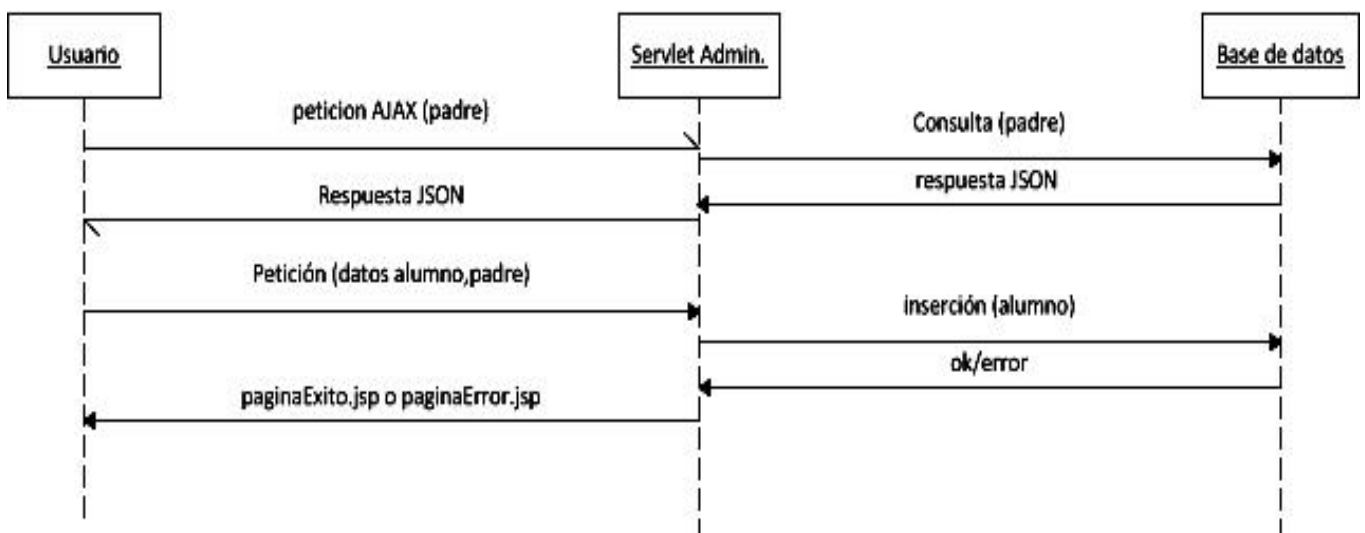 Usuario
Servlet Admin.
Base de datos
peticion AJAX (padre)
Consulta (padre)
respuesta JSON
Respuesta JSON
Petición (datos alumno,padre)
inserción (alumno)
ok/error
paginaExito.jsp o paginaError.jsp